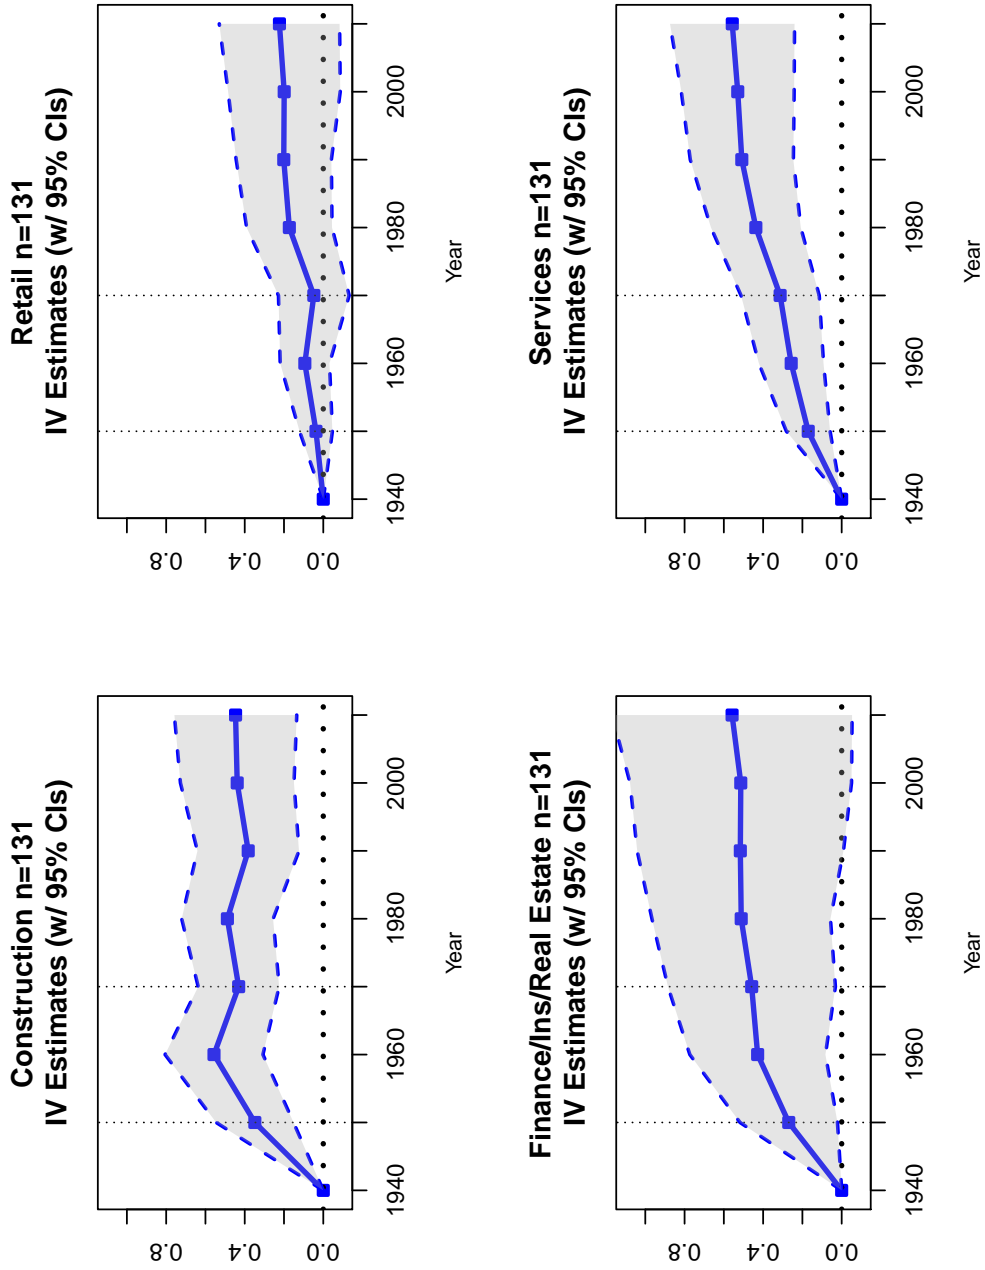 Construction n=131
IV Estimates (w/ 95% CIs)
0.8
0.4
0.0
1940
1960
1980
2000
Year
Retail n=131
IV Estimates (w/ 95% CIs)
0.8
0.4
0.0
1940
1960
1980
2000
Year
Finance/Ins/Real Estate n=131
IV Estimates (w/ 95% CIs)
0.8
0.4
0.0
1940
1960
1980
2000
Year
Services n=131
IV Estimates (w/ 95% CIs)
0.8
0.4
0.0
1940
1960
1980
2000
Year